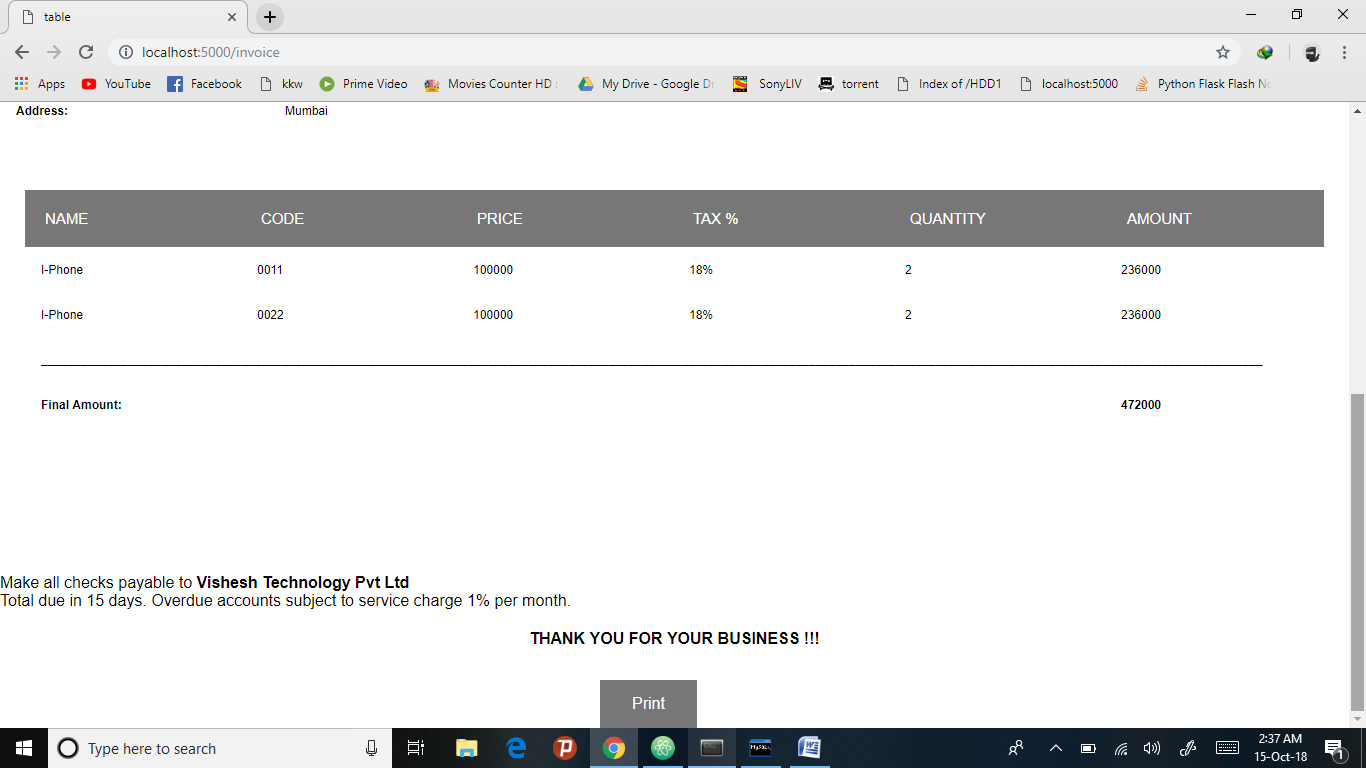 table
localhost:5000/invoice
Apps YouTube Facebook kkw Prime Video Movies Counter HD : My Drive - Google Dr SonyLIV torrent Index of /HDD1 localhost:5000 Python Flask Flash No
Address: Mumbai
NAME CODE PRICE TAX % QUANTITY AMOUNT
I-Phone 0011 100000 18% 2 236000
I-Phone 0022 100000 18% 2 236000
Final Amount: 472000
Make all checks payable to Vishesh Technology Pvt Ltd
Total due in 15 days. Overdue accounts subject to service charge 1% per month.
THANK YOU FOR YOUR BUSINESS !!!
Print
Type here to search
2:37 AM
15-Oct-18
1